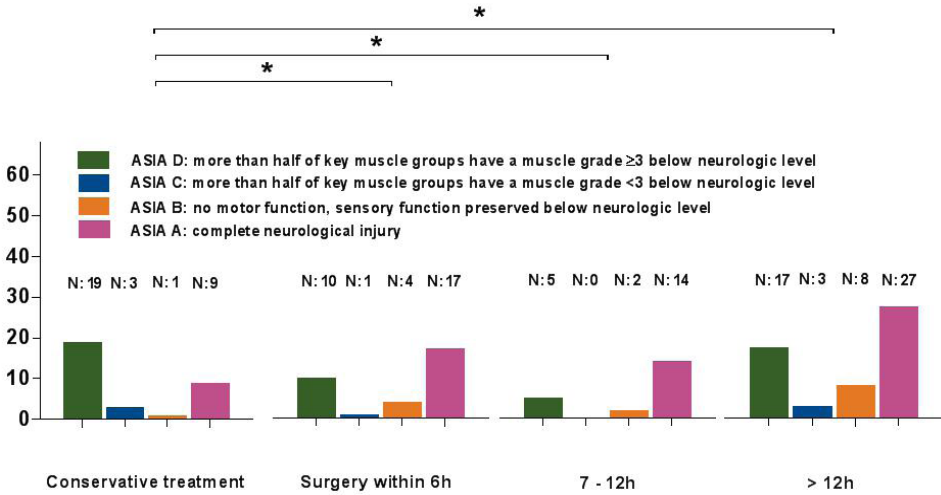 *
*
*
ASIA D: more than half of key muscle groups have a muscle grade ≥3 below neurologic level
60
ASIA C: more than half of key muscle groups have a muscle grade <3 below neurologic level
50
ASIA B: no motor function, sensory function preserved below neurologic level
ASIA A: complete neurological injury
40
N: 19 N: 3 N: 1 N: 9 N: 10 N: 1 N: 4 N: 17 N: 5 N: 0 N: 2 N: 14 N: 17 N: 3 N: 8 N: 27
30
20
10
0
Conservative treatment Surgery within 6h 7 - 12h > 12h